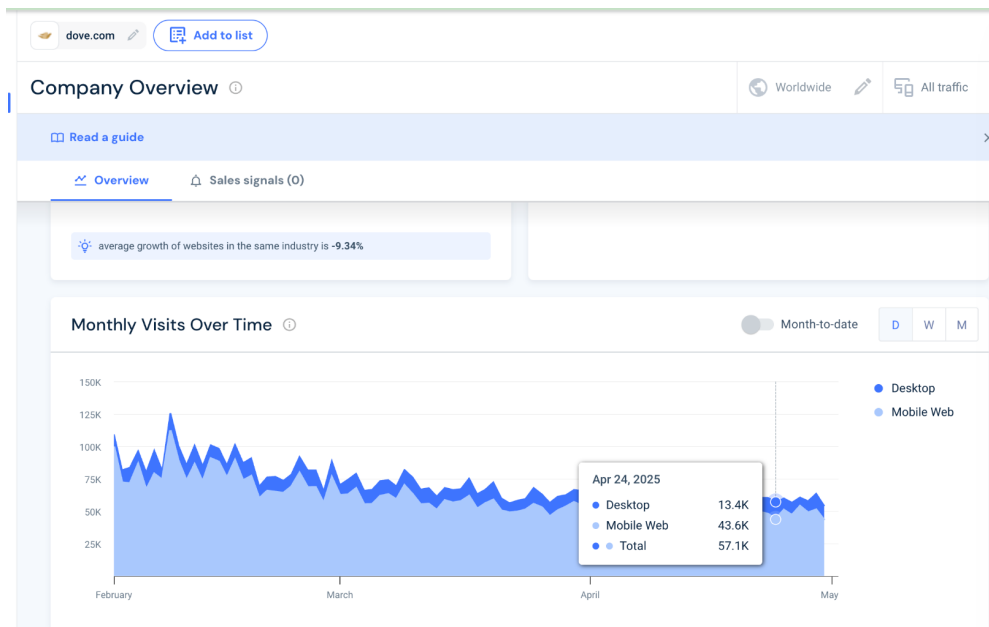 dove.com
Add to list
Company Overview
Worldwide
All traffic
Read a guide
Overview
Sales signals (0)
average growth of websites in the same industry is -9.34%
Monthly Visits Over Time
Month-to-date
D W M
150K
125K
100K
75K
50K
25K
Desktop
Mobile Web
Apr 24, 2025
Desktop 13.4K
Mobile Web 43.6K
Total 57.1K
February March April May